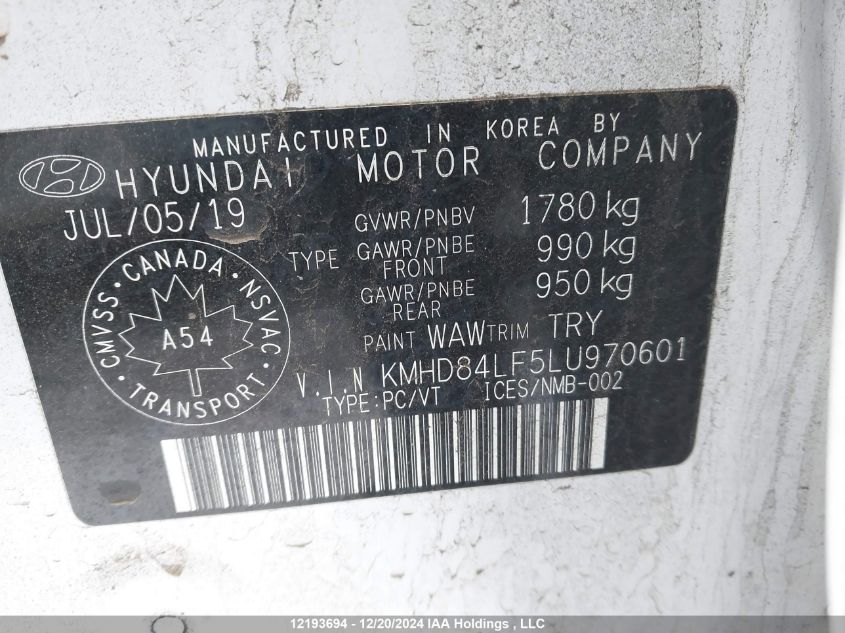 MANUFACTURED IN KOREA BY
HYUNDAI MOTOR COMPANY
JUL/05/19
GVWR/PNBV 1780 kg
TYPE GAWR/PNBE FRONT 990 kg
GAWR/PNBE REAR 950 kg
PAINT WAW TRIM TRY
V.I.N KMHD84LF5LU970601
TYPE:PC/VT ICES/NMB-002
CMVSS · CANADA · NSVAC · TRANSPORT ·
A54
12193694 - 12/20/2024 IAA Holdings , LLC